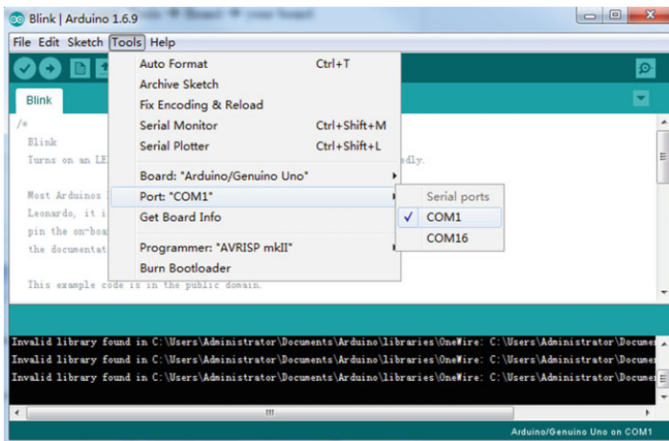 Blink | Arduino 1.6.9
File Edit Sketch Tools Help
Auto Format Ctrl+T
Archive Sketch
Fix Encoding & Reload
Serial Monitor Ctrl+Shift+M
Serial Plotter Ctrl+Shift+L
Board: "Arduino/Genuino Uno"
Port: "COM1"
Get Board Info
Programmer: "AVRISP mkII"
Burn Bootloader
Serial ports
COM1
COM16
Blink
/*
Blink
Turns on an LE
dly.
Most Arduinos
Leonardo, it i
pin the on-boa
the documentat
This example code is in the public domain.
Invalid library found in C:\Users\Administrator\Documents\Arduino\libraries\OneWire: C:\Users\Administrator\Documen
Invalid library found in C:\Users\Administrator\Documents\Arduino\libraries\OneWire: C:\Users\Administrator\Documen
Invalid library found in C:\Users\Administrator\Documents\Arduino\libraries\OneWire: C:\Users\Administrator\Documen
Arduino/Genuino Uno on COM1